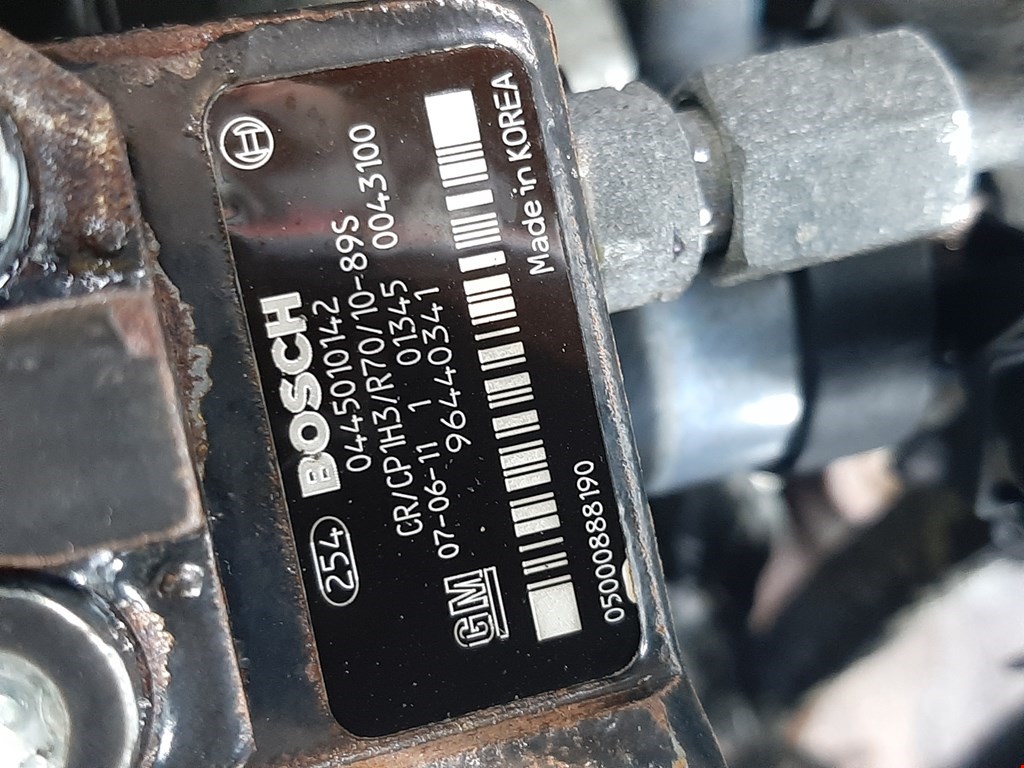 BOSCH
254
0445010142
CR/CP1H3/R70/10-89S
07-06-11 1 01345 0043100
GM 96440341
Made in KOREA
05000888190